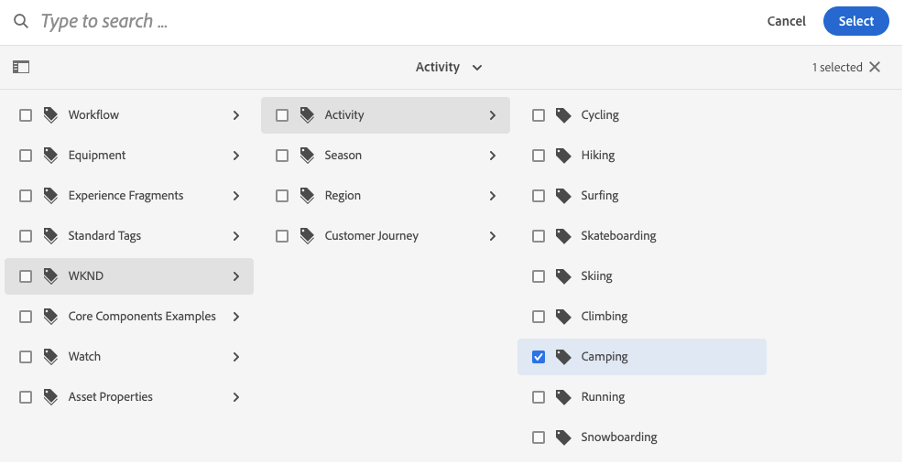 Type to search ...
Cancel
Select
Activity
1 selected
Workflow
Equipment
Experience Fragments
Standard Tags
WKND
Core Components Examples
Watch
Asset Properties
Activity
Season
Region
Customer Journey
Cycling
Hiking
Surfing
Skateboarding
Skiing
Climbing
Camping
Running
Snowboarding